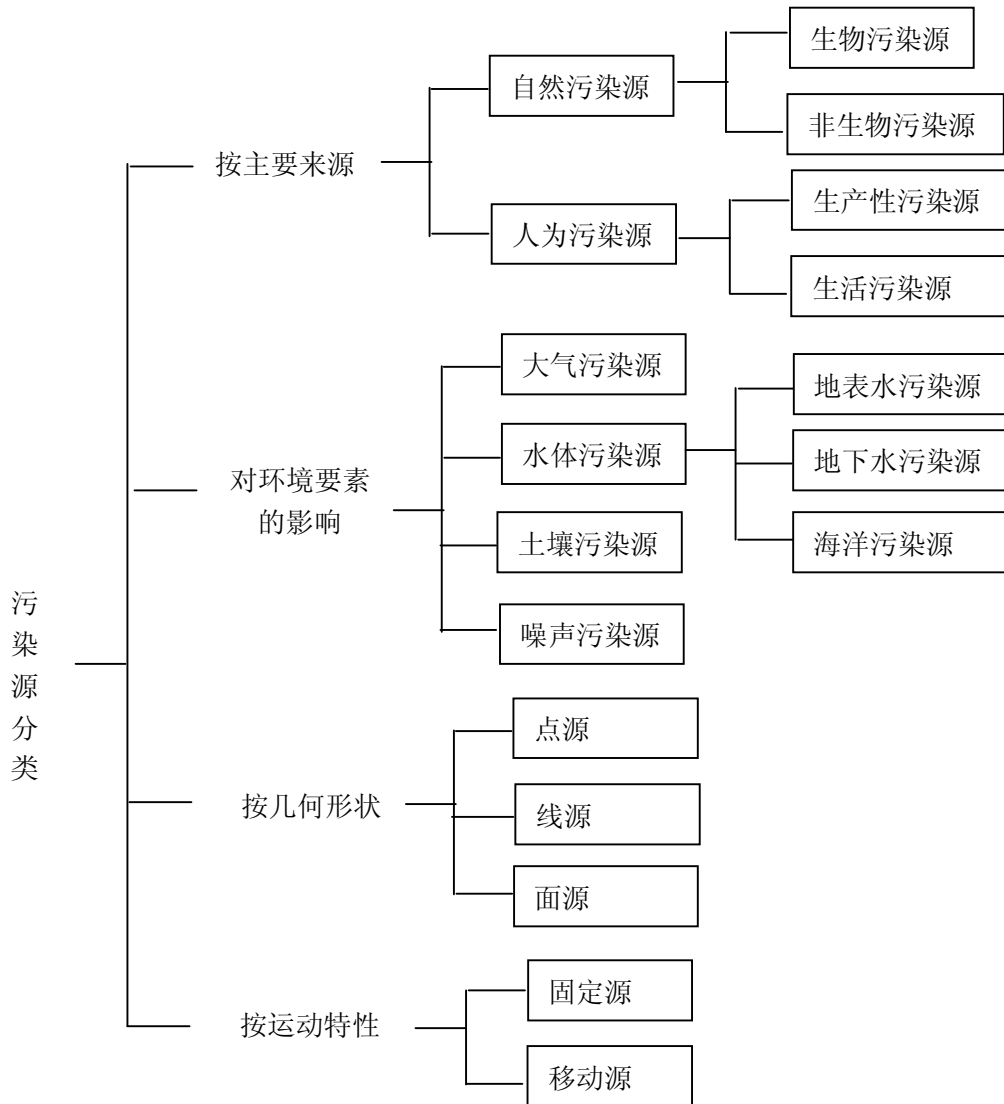 污染源分类
按主要来源
自然污染源
生物污染源
非生物污染源
人为污染源
生产性污染源
生活污染源
对环境要素
的影响
大气污染源
水体污染源
地表水污染源
地下水污染源
海洋污染源
土壤污染源
噪声污染源
按几何形状
点源
线源
面源
按运动特性
固定源
移动源